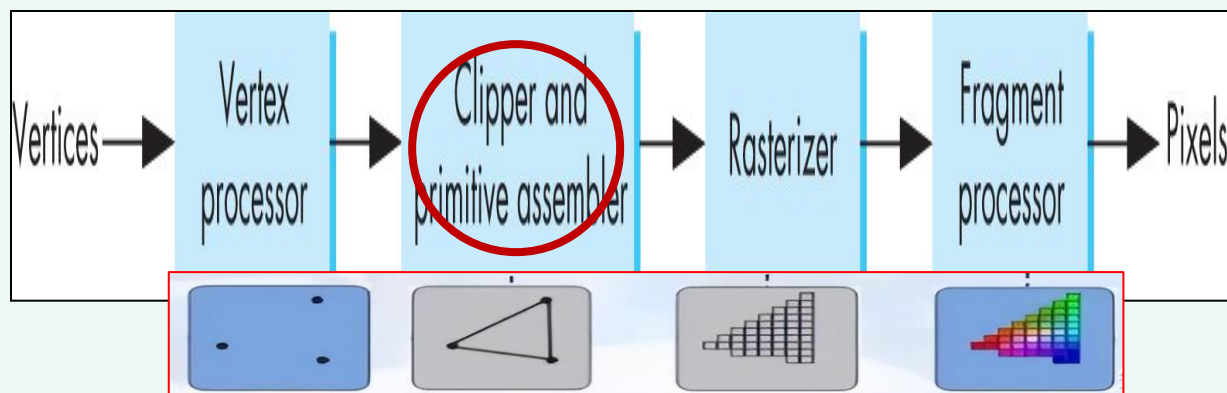 Vertices
Vertex
processor
Clipper and
primitive assembler
Rasterizer
Fragment
processor
Pixels